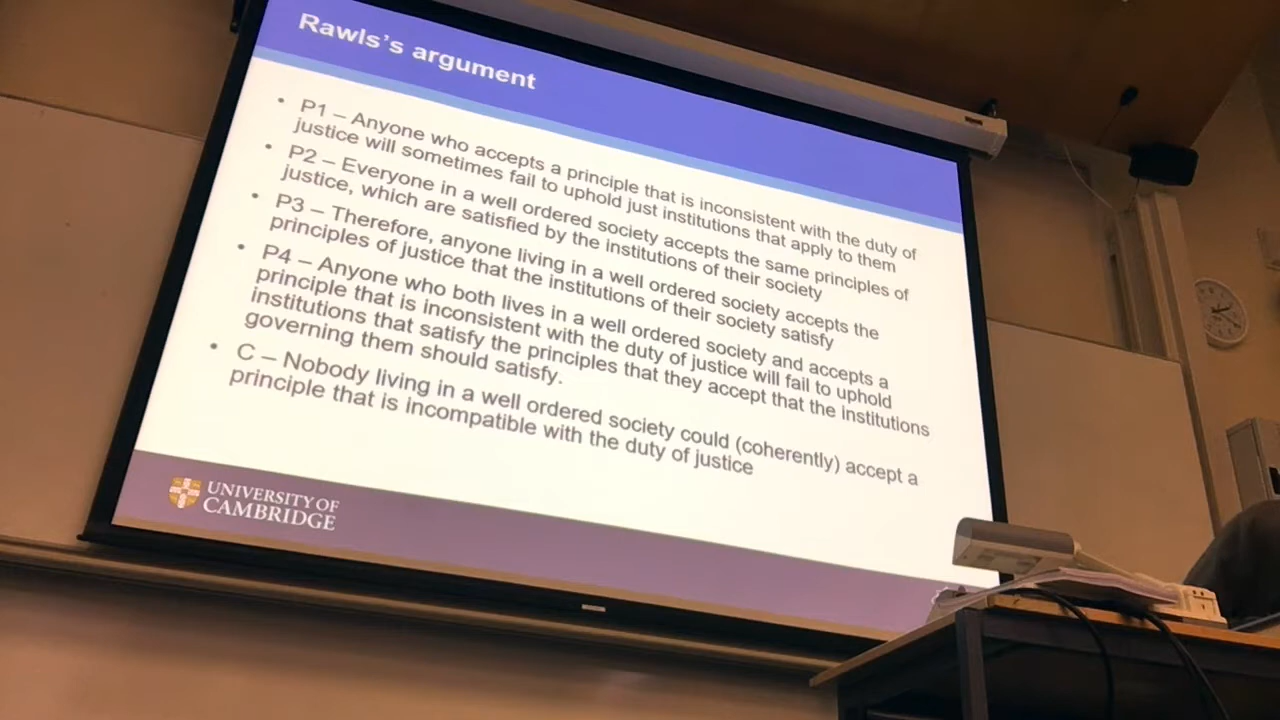 Rawls's argument
• P1 – Anyone who accepts a principle that is inconsistent with the duty of
justice will sometimes fail to uphold just institutions that apply to them
• P2 – Everyone in a well ordered society accepts the same principles of
justice, which are satisfied by the institutions of their society
• P3 – Therefore, anyone living in a well ordered society accepts the
principles of justice that the institutions of their society satisfy
• P4 – Anyone who both lives in a well ordered society and accepts a
principle that is inconsistent with the duty of justice will fail to uphold
institutions that satisfy the principles that they accept that the institutions
governing them should satisfy.
• C – Nobody living in a well ordered society could (coherently) accept a
principle that is incompatible with the duty of justice
UNIVERSITY OF
CAMBRIDGE